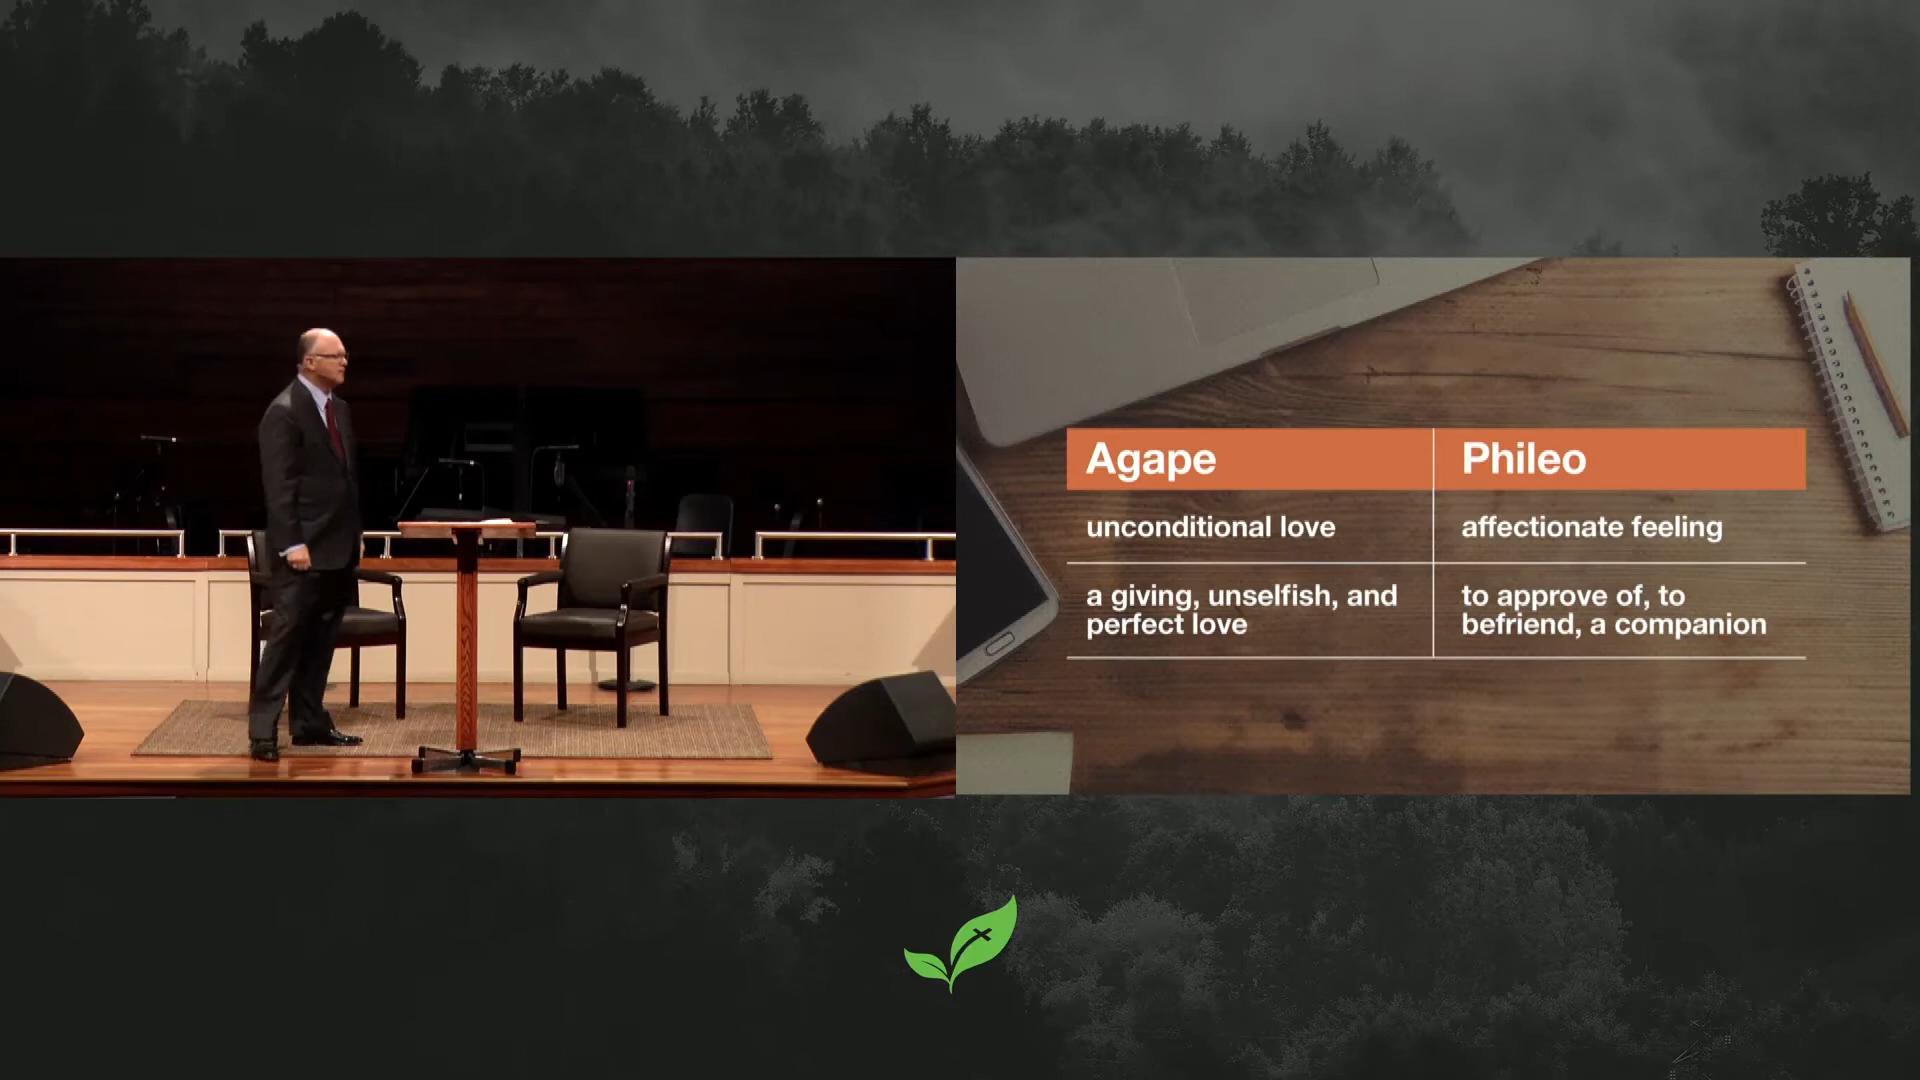 Agape
Phileo
unconditional love
affectionate feeling
a giving, unselfish, and
perfect love
to approve of, to
befriend, a companion